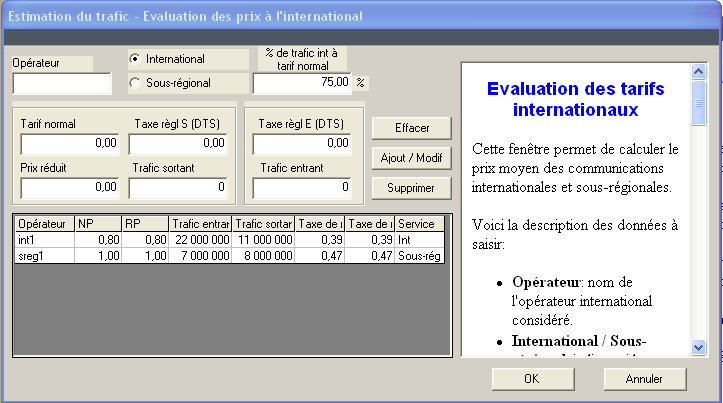 Estimation du trafic - Evaluation des prix à l'international
Opérateur
International
Sous-régional
% de trafic int à
tarif normal
75,00 %
Tarif normal
Taxe règl S (DTS)
0,00
0,00
Prix réduit
Trafic sortant
0,00
0
Taxe règl E (DTS)
0,00
Trafic entrant
0
Effacer
Ajout / Modif
Supprimer
Opérateur NP RP Trafic entrar Trafic sortar Taxe de Taxe de Service
int1 0,80 0,80 22 000 000 11 000 000 0,39 0,39 Int
sreg1 1,00 1,00 7 000 000 8 000 000 0,47 0,47 Sous-rég
Evaluation des tarifs
internationaux
Cette fenêtre permet de calculer le
prix moyen des communications
internationales et sous-régionales.
Voici la description des données à
saisir:
• Opérateur: nom de
l'opérateur international
considéré.
• International / Sous-
OK
Annuler